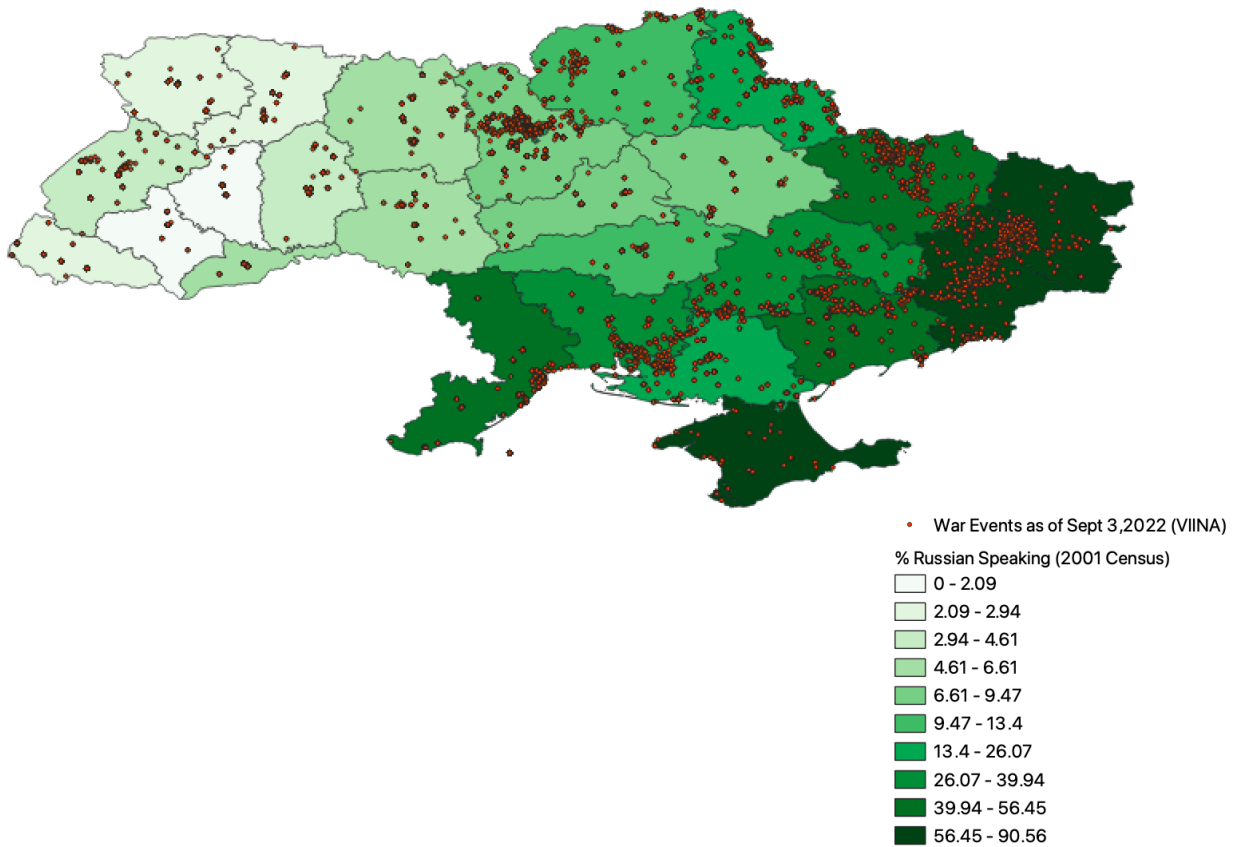 War Events as of Sept 3,2022 (VIINA)
% Russian Speaking (2001 Census)
0 - 2.09
2.09 - 2.94
2.94 - 4.61
4.61 - 6.61
6.61 - 9.47
9.47 - 13.4
13.4 - 26.07
26.07 - 39.94
39.94 - 56.45
56.45 - 90.56